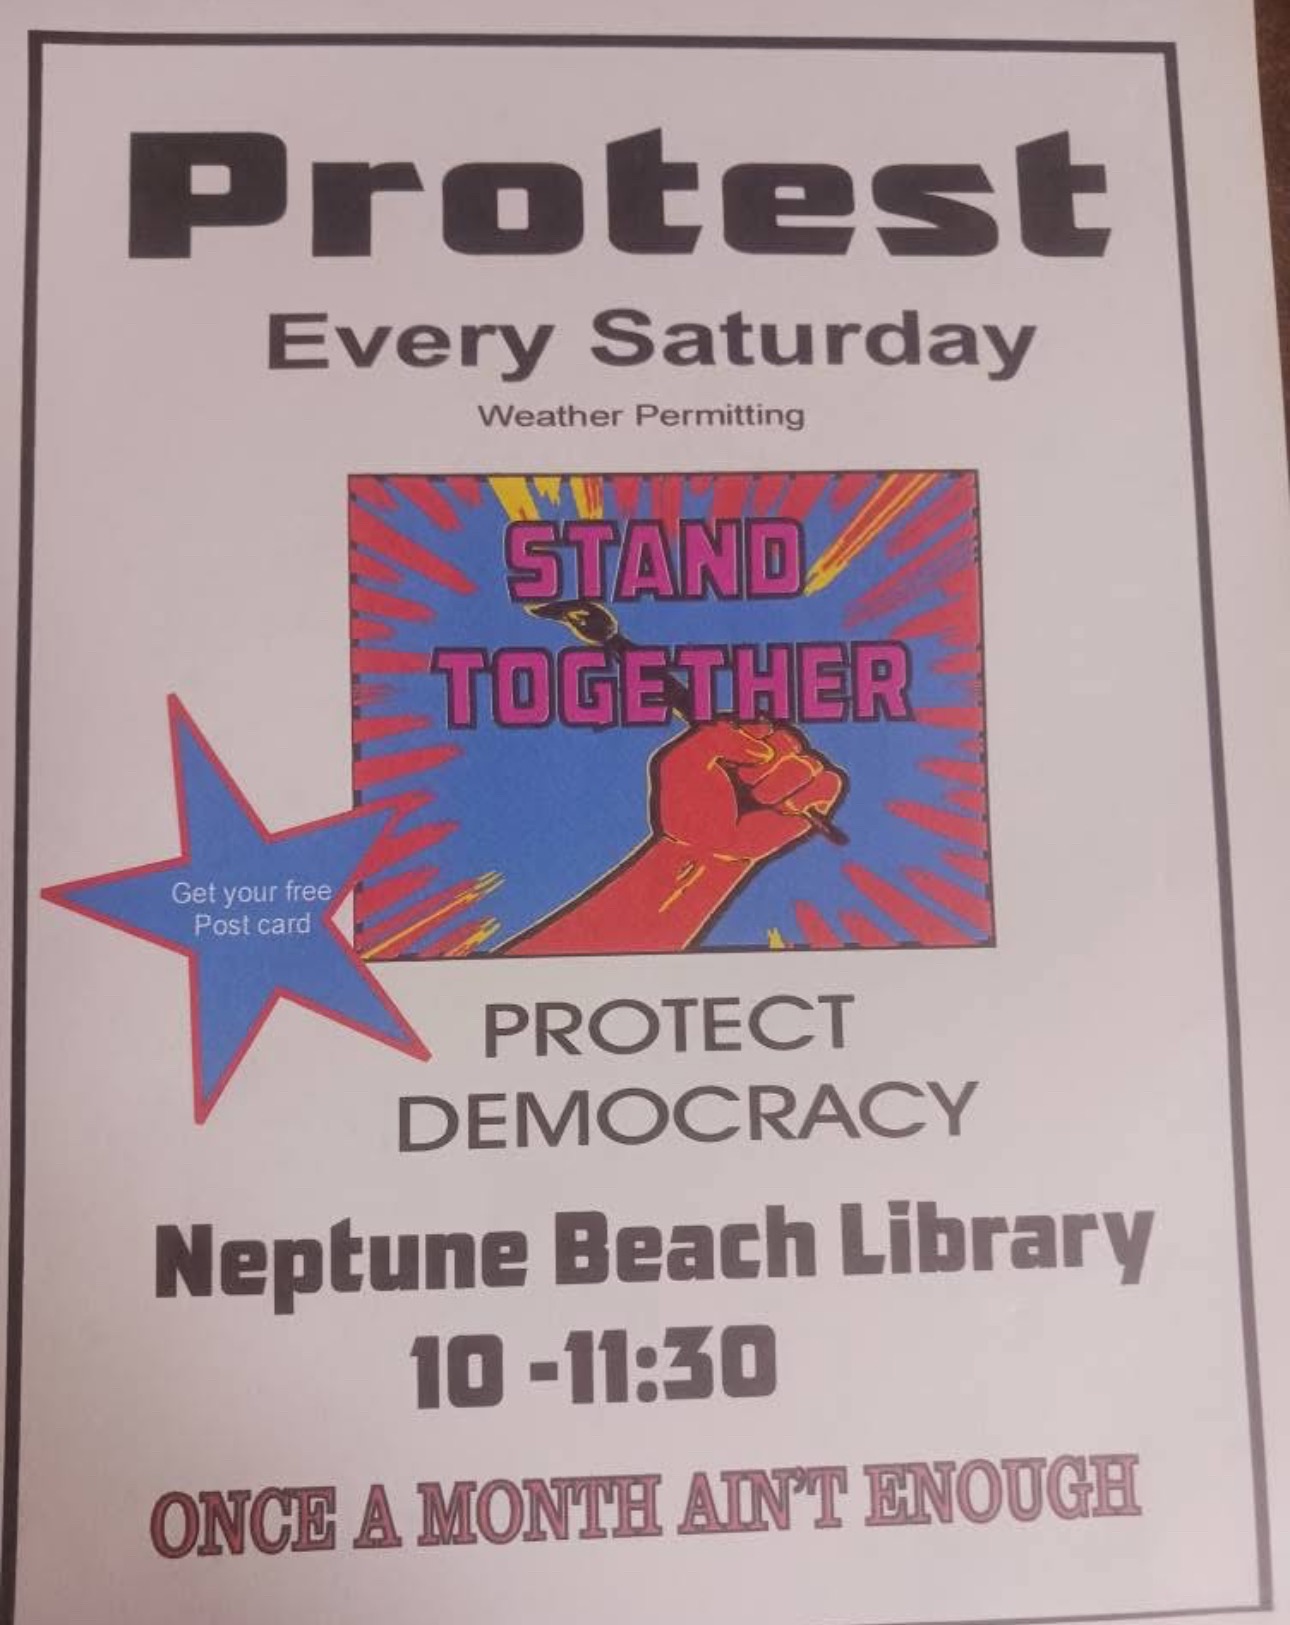 Protest
Every Saturday
Weather Permitting
STAND
TOGETHER
Get your free
Post card
PROTECT
DEMOCRACY
Neptune Beach Library
10 -11:30
ONCE A MONTH AIN'T ENOUGH